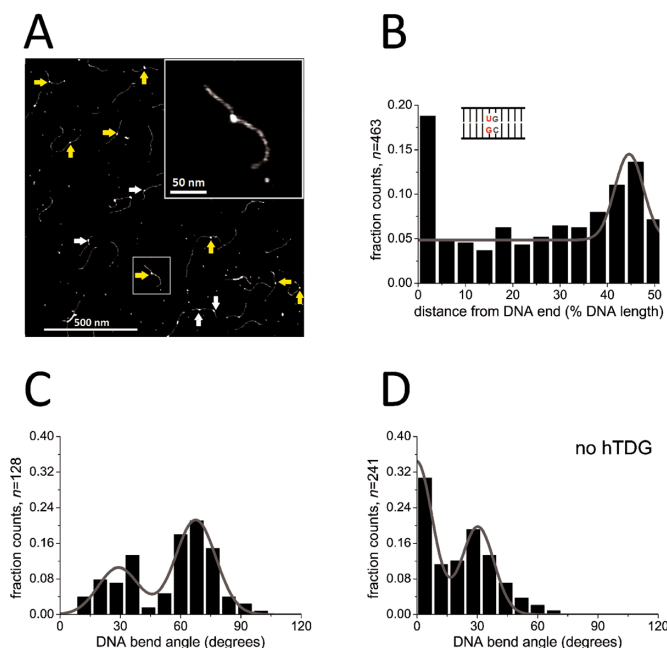 A
50 nm
500 nm
B
0.20
0.15
0.10
0.05
0.00
fraction counts, n=463
UG
GC
0 10 20 30 40 50
distance from DNA end (% DNA length)
C
0.40
0.32
0.24
0.16
0.08
0.00
fraction counts, n=128
0 30 60 90 120
DNA bend angle (degrees)
D
no hTDG
0.40
0.32
0.24
0.16
0.08
0.00
fraction counts, n=241
0 30 60 90 120
DNA bend angle (degrees)